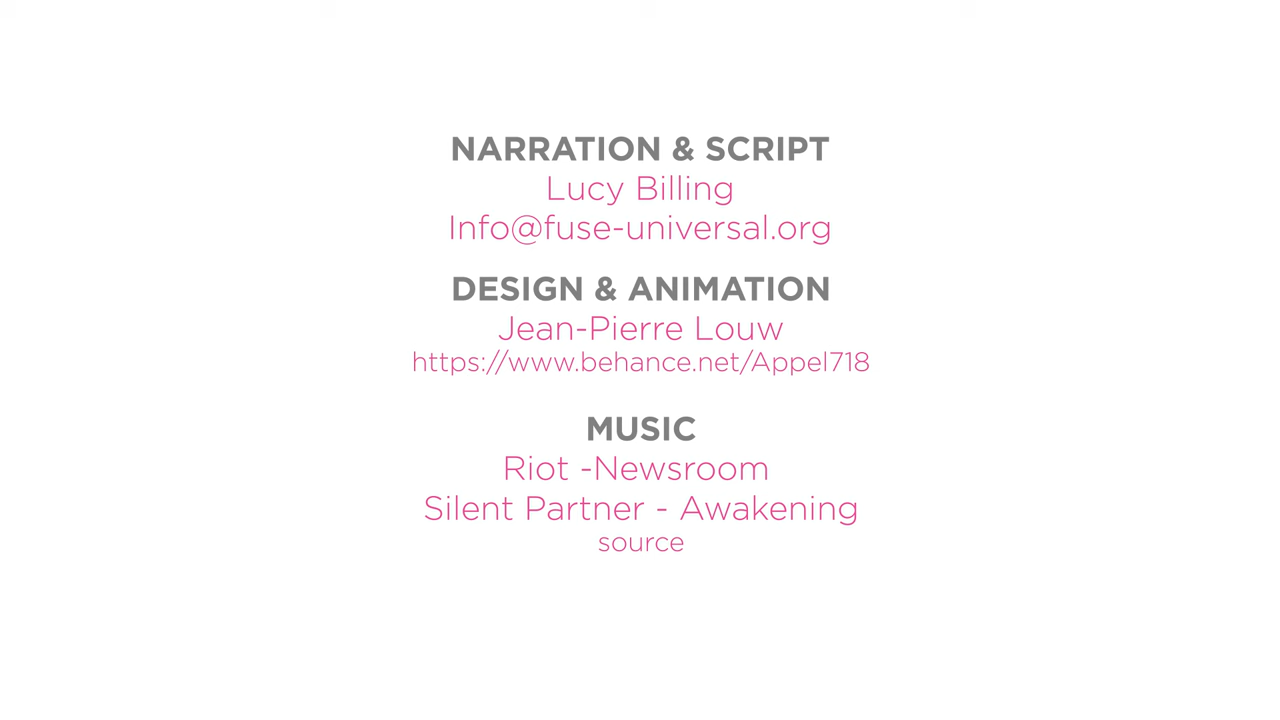 NARRATION & SCRIPT
Lucy Billing
Info@fuse-universal.org
DESIGN & ANIMATION
Jean-Pierre Louw
https://www.behance.net/Appel718
MUSIC
Riot -Newsroom
Silent Partner - Awakening
source